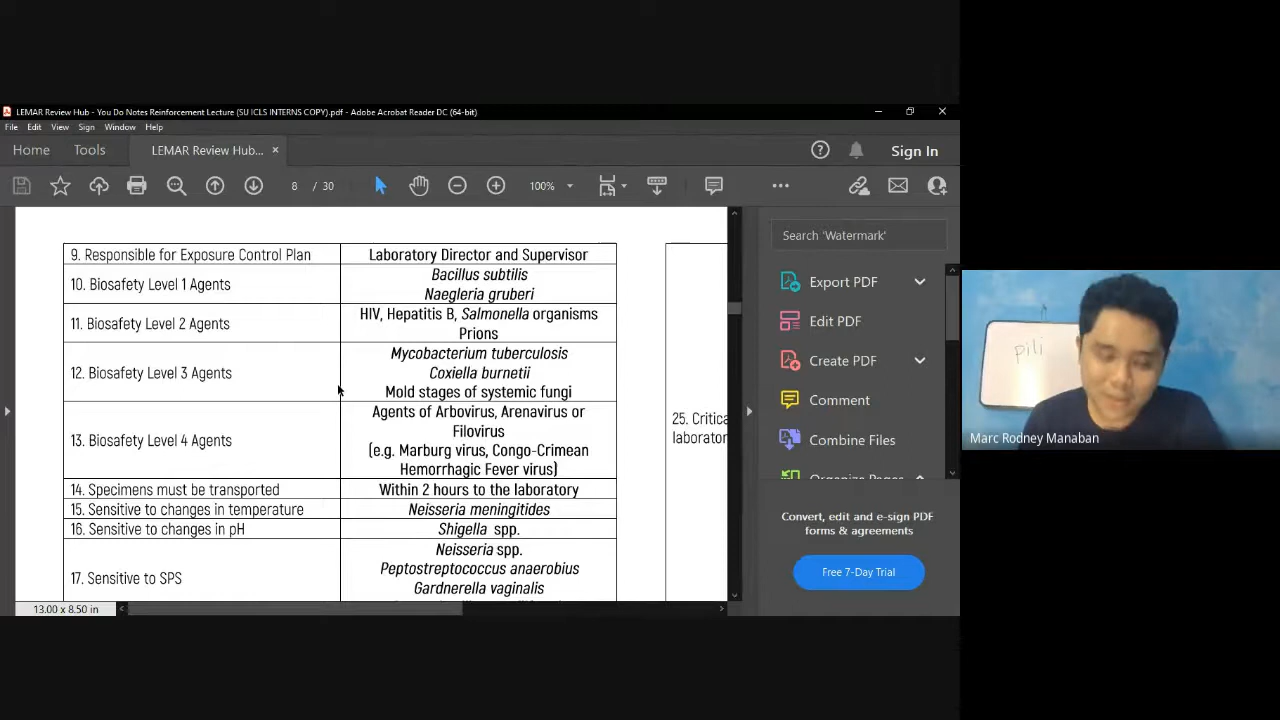 LEMAR Review Hub - You Do Notes Reinforcement Lecture (SU ICLS INTERNS COPY).pdf - Adobe Acrobat Reader DC (64-bit)
File Edit View Sign Window Help
Home Tools LEMAR Review Hub... × Sign In
8 / 30 100%
Search 'Watermark'
9. Responsible for Exposure Control Plan
Laboratory Director and Supervisor
10. Biosafety Level 1 Agents
Bacillus subtilis
Naegleria gruberi
11. Biosafety Level 2 Agents
HIV, Hepatitis B, Salmonella organisms
Prions
12. Biosafety Level 3 Agents
Mycobacterium tuberculosis
Coxiella burnetii
Mold stages of systemic fungi
13. Biosafety Level 4 Agents
Agents of Arbovirus, Arenavirus or
Filovirus
(e.g. Marburg virus, Congo-Crimean
Hemorrhagic Fever virus)
14. Specimens must be transported
Within 2 hours to the laboratory
15. Sensitive to changes in temperature
Neisseria meningitides
16. Sensitive to changes in pH
Shigella spp.
17. Sensitive to SPS
Neisseria spp.
Peptostreptococcus anaerobius
Gardnerella vaginalis
25. Critica
laborator
13.00 x 8.50 in
Export PDF
Edit PDF
Create PDF
Comment
Combine Files
Organize Pages
Convert, edit and e-sign PDF
forms & agreements
Free 7-Day Trial
pili
Marc Rodney Manaban